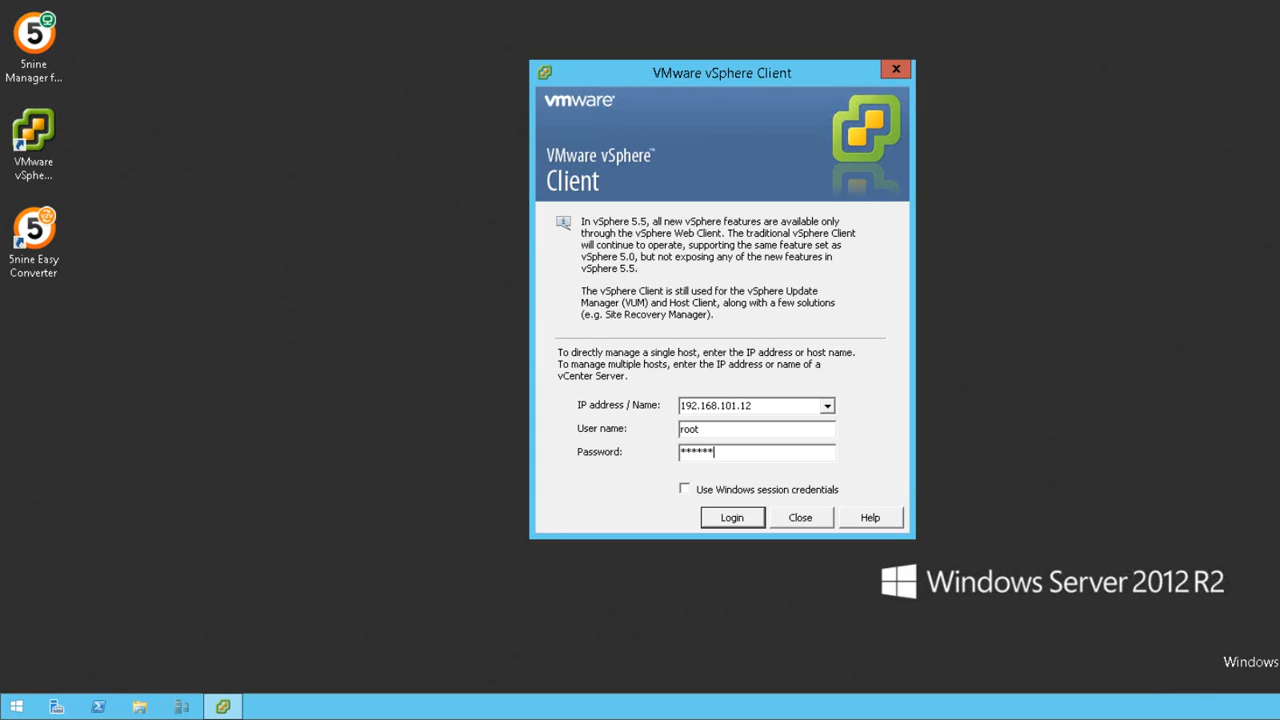 5
5nine
Manager f...
VMware
vSphe...
5 V2V
5nine Easy
Converter
VMware vSphere Client
vmware®
VMware vSphere™
Client
In vSphere 5.5, all new vSphere features are available only
through the vSphere Web Client. The traditional vSphere Client
will continue to operate, supporting the same feature set as
vSphere 5.0, but not exposing any of the new features in
vSphere 5.5.
The vSphere Client is still used for the vSphere Update
Manager (VUM) and Host Client, along with a few solutions
(e.g. Site Recovery Manager).
To directly manage a single host, enter the IP address or host name.
To manage multiple hosts, enter the IP address or name of a
vCenter Server.
IP address / Name: 192.168.101.12
User name: root
Password: ******
Use Windows session credentials
Login Close Help
Windows Server 2012 R2
Windows